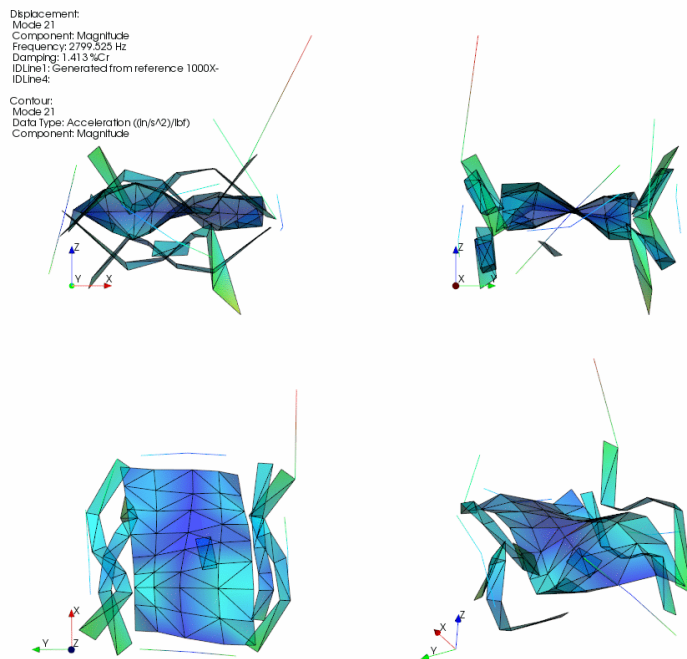 Displacement:
Mode 21
Component: Magnitude
Frequency: 2799.525 Hz
Damping: 1.413 %Cr
IDLine1: Generated from reference 1000X-
IDLine4:
Contour:
Mode 21
Data Type: Acceleration ((in/s^2)/lbf)
Component: Magnitude
Z
Y
X
Z
X
Y
X
Y
Z
Z
X
Y